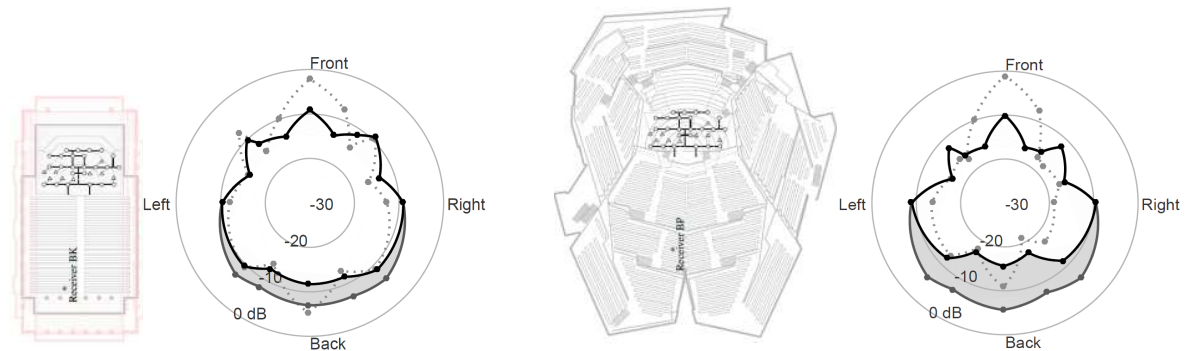 Front
Left
Right
-30
-20
-10
0 dB
Back
Receiver BK
Front
Left
Right
-30
-20
-10
0 dB
Back
Receiver BP